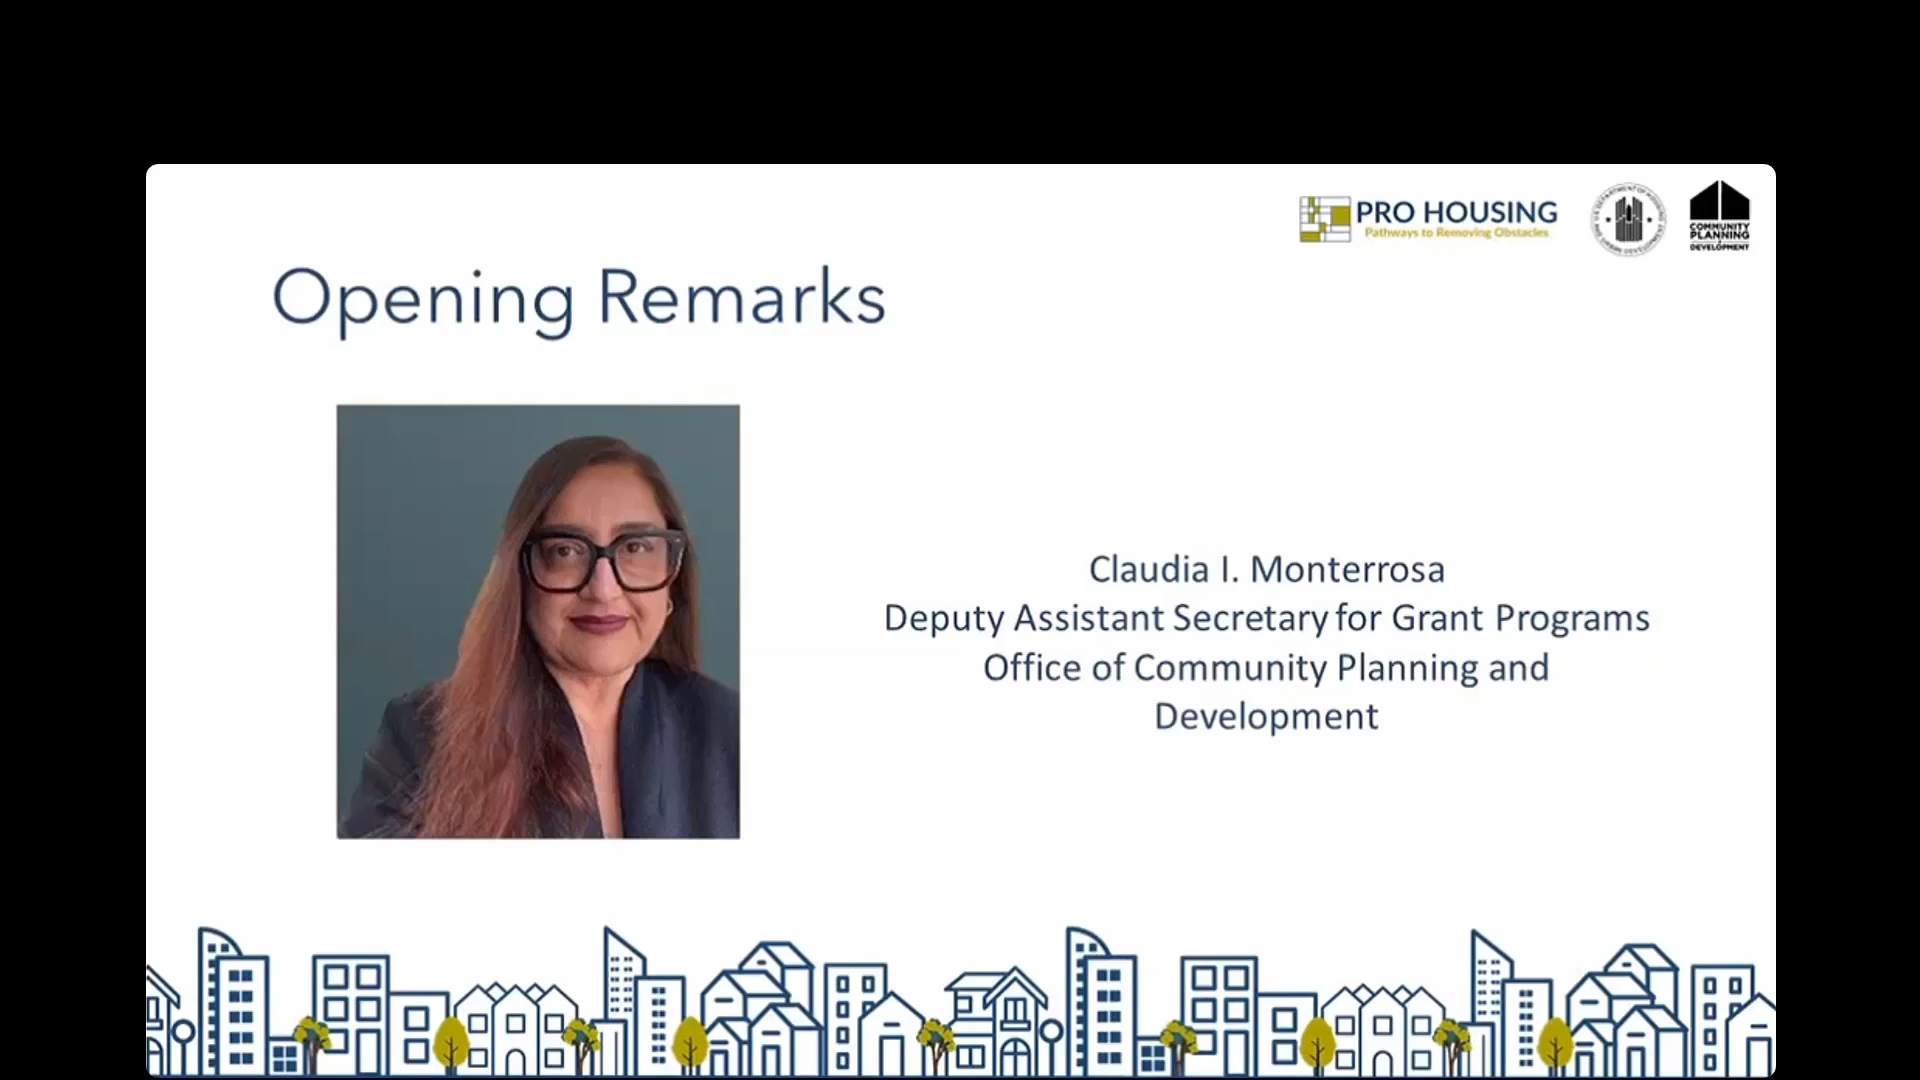 PRO HOUSING
Pathways to Removing Obstacles
COMMUNITY
PLANNING
DEVELOPMENT
Opening Remarks
Claudia I. Monterrosa
Deputy Assistant Secretary for Grant Programs
Office of Community Planning and
Development